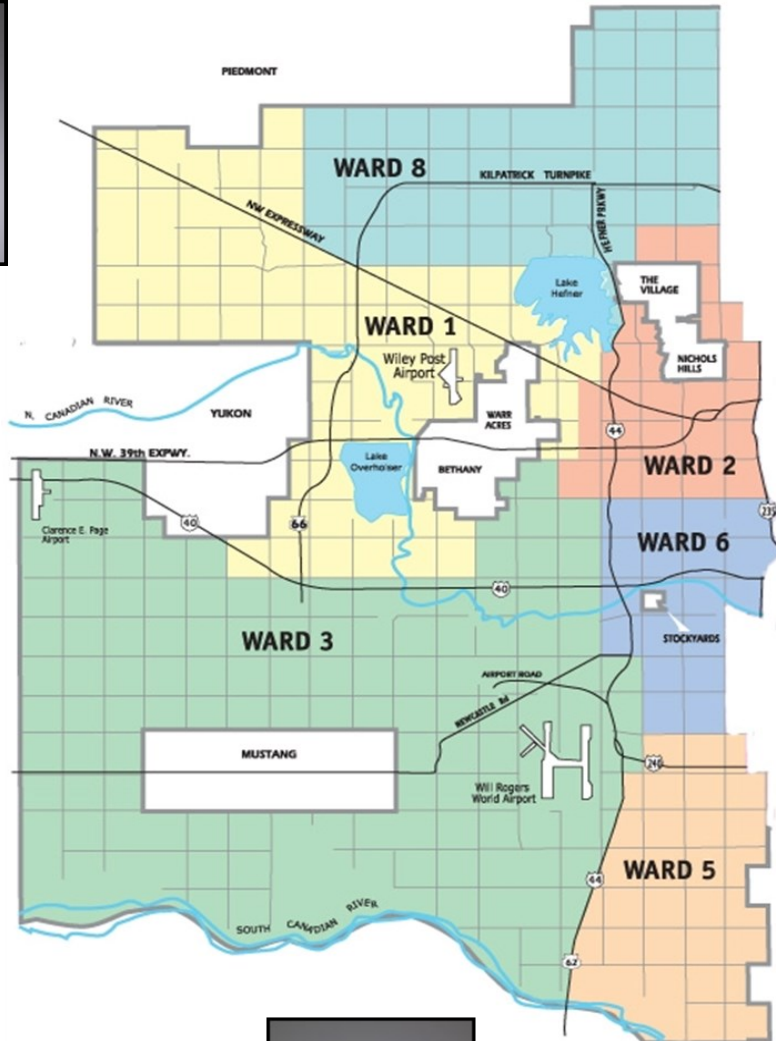 PIEDMONT
WARD 8
KILPATRICK TURNPIKE
HEFNER PRKWY
NW EXPRESSWAY
Lake
Hefner
THE
VILLAGE
WARD 1
Wiley Post
Airport
NICHOLS
HILLS
N. CANADIAN RIVER
YUKON
WARR
ACRES
44
N.W. 39th EXPWY.
Lake
Overholser
BETHANY
WARD 2
40
66
235
Clarence E. Page
Airport
WARD 6
40
WARD 3
STOCKYARDS
AIRPORT ROAD
NEWCASTLE Rd
MUSTANG
240
Will Rogers
World Airport
WARD 5
44
SOUTH CANADIAN RIVER
62